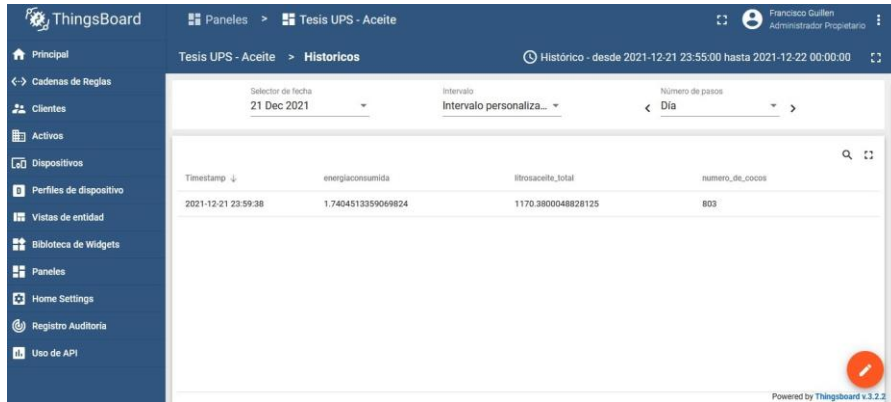 ThingsBoard
Paneles > Tesis UPS - Aceite
Francisco Guillen
Administrador Propietario
Principal
Cadenas de Reglas
Clientes
Activos
Dispositivos
Perfiles de dispositivo
Vistas de entidad
Biblioteca de Widgets
Paneles
Home Settings
Registro Auditoría
Uso de API
Tesis UPS - Aceite > Historicos
Histórico - desde 2021-12-21 23:55:00 hasta 2021-12-22 00:00:00
Selector de fecha Intervalo Número de pasos
21 Dec 2021 Intervalo personaliza... < Día >
Timestamp ↓ energiaconsumida litrosaceite_total numero_de_cocos
2021-12-21 23:59:38 1.7404513359069824 1170.3800048828125 803
Powered by Thingsboard v.3.2.2